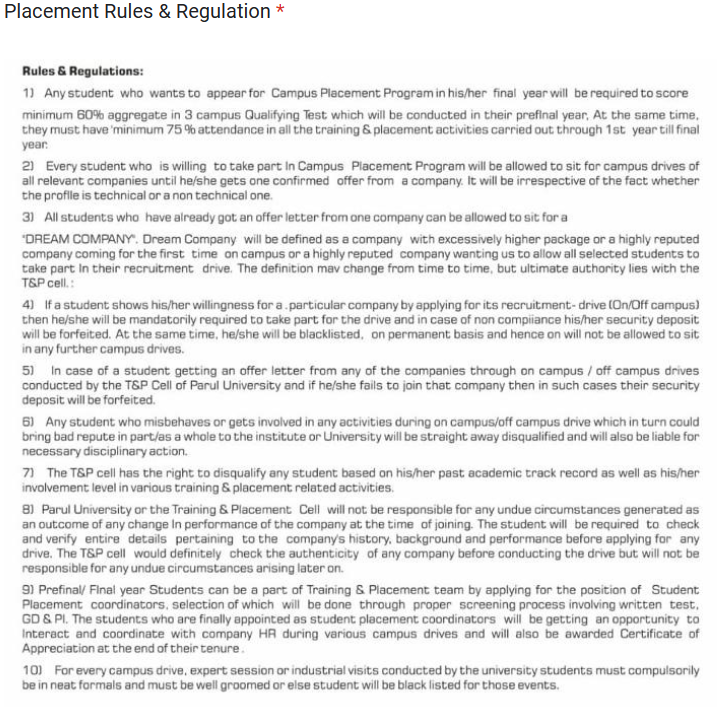 Placement Rules & Regulation *
Rules & Regulations:
1) Any student who wants to appear for Campus Placement Program in his/her final year will be required to score
minimum 60% aggregate in 3 campus Qualifying Test which will be conducted in their prefinal year, At the same time,
they must have 'minimum 75 % attendance in all the training & placement activities carried out through 1st year till final
year.
2) Every student who is willing to take part In Campus Placement Program will be allowed to sit for campus drives of
all relevant companies until he/she gets one confirmed offer from a company. It will be irrespective of the fact whether
the profile is technical or a non technical one.
3) All students who have already got an offer letter from one company can be allowed to sit for a
"DREAM COMPANY". Dream Company will be defined as a company with excessively higher package or a highly reputed
company coming for the first time on campus or a highly reputed company wanting us to allow all selected students to
take part In their recruitment drive. The definition mav change from time to time, but ultimate authority lies with the
T&P cell. :
4) If a student shows his/her willingness for a .particular company by applying for its recruitment- drive (On/Off campus)
then he/she will be mandatorily required to take part for the drive and in case of non compiiance his/her security deposit
will be forfeited. At the same time, he/she will be blacklisted, on permanent basis and hence on will not be allowed to sit
in any further campus drives.
5) In case of a student getting an offer letter from any of the companies through on campus / off campus drives
conducted by the T&P Cell of Parul University and if he/she fails to join that company then in such cases their security
deposit will be forfeited.
6) Any student who misbehaves or gets involved in any activities during on campus/off campus drive which in turn could
bring bad repute in part/as a whole to the institute or University will be straight away disqualified and will also be liable for
necessary disciplinary action.
7) The T&P cell has the right to disqualify any student based on his/her past academic track record as well as his/her
involvement level in various training & placement related activities.
8) Parul University or the Training & Placement Cell will not be responsible for any undue circumstances generated as
an outcome of any change In performance of the company at the time of joining. The student will be required to check
and verify entire details pertaining to the company's history, background and performance before applying for any
drive. The T&P cell would definitely check the authenticity of any company before conducting the drive but will not be
responsible for any undue circumstances arising later on.
9) Prefinal/ FInal year Students can be a part of Training & Placement team by applying for the position of Student
Placement coordinators, selection of which will be done through proper screening process involving written test,
GD & PI. The students who are finally appointed as student placement coordinators will be getting an opportunity to
Interact and coordinate with company HR during various campus drives and will also be awarded Certificate of
Appreciation at the end of their tenure .
10) For every campus drive, expert session or industrial visits conducted by the university students must compulsorily
be in neat formals and must be well groomed or else student will be black listed for those events.